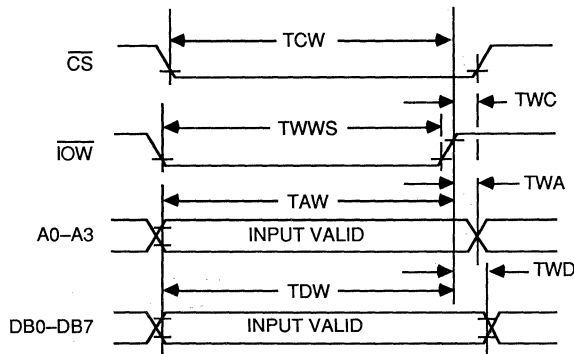 TCW
CS
TWC
TWWS
IOW
TWA
TAW
A0–A3
INPUT VALID
TWD
TDW
DB0–DB7
INPUT VALID